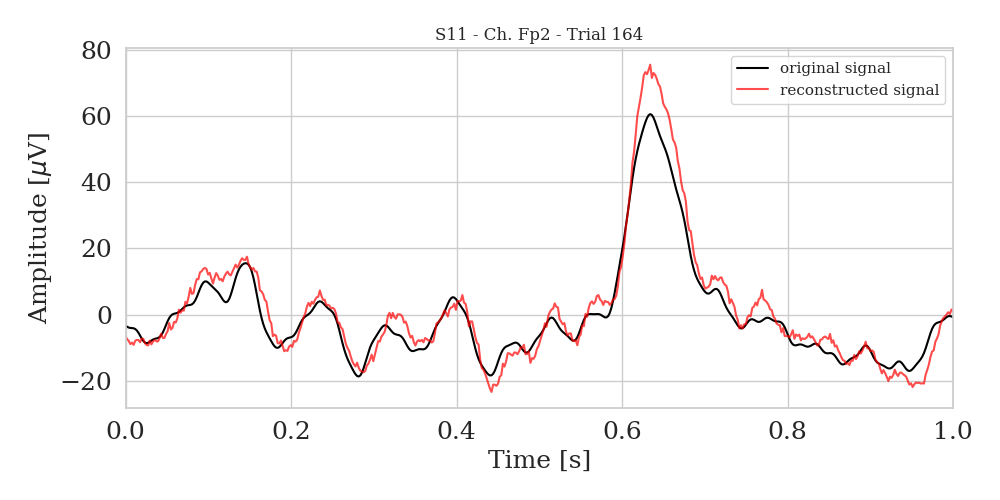 S11 - Ch. Fp2 - Trial 164
original signal
reconstructed signal
Amplitude [μV]
80
60
40
20
0
−20
0.0 0.2 0.4 0.6 0.8 1.0
Time [s]